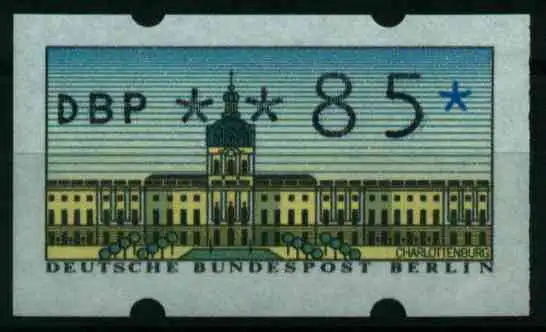 DBP ** 85*
CHARLOTTENBURG
DEUTSCHE BUNDESPOST BERLIN